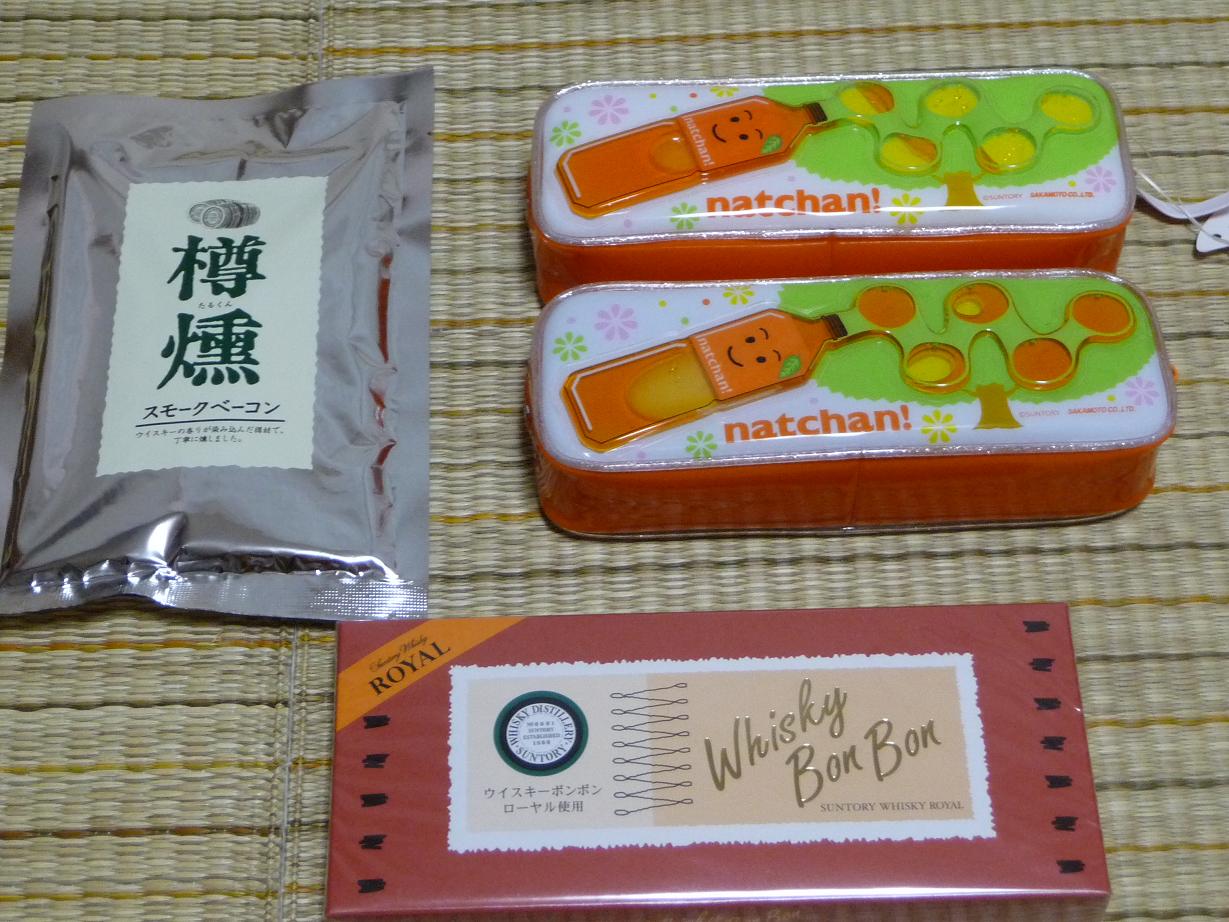 樽
たるくん
燻
スモークベーコン
ウイスキーの香りが染み込んだ樽材で、
丁寧に燻しました。
natchan!
natchan!
©SUNTORY SAKAMOTO CO.,LTD.
natchan!
natchan!
©SUNTORY SAKAMOTO CO.,LTD.
Suntory Whisky
ROYAL
WHISKY DISTILLERY
SUNTORY
ESTABLISHED
1899
SUNTORY
ウイスキーボンボン
ローヤル使用
Whisky
Bon Bon
SUNTORY WHISKY ROYAL